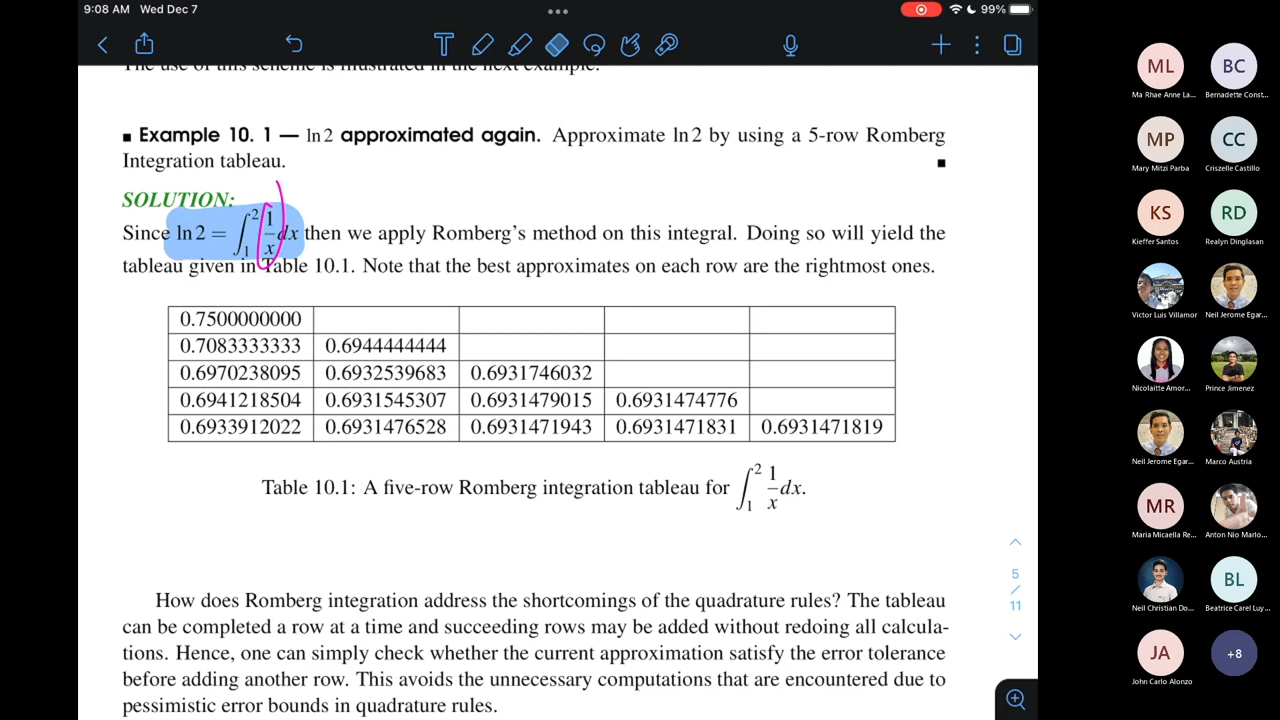 9:08 AM Wed Dec 7
99%
The use of this scheme is illustrated in the next example.
■ Example 10. 1 — ln 2 approximated again. Approximate ln 2 by using a 5-row Romberg
Integration tableau. ■
SOLUTION:
Since ln 2 = ∫₁² 1/x dx then we apply Romberg's method on this integral. Doing so will yield the
tableau given in Table 10.1. Note that the best approximates on each row are the rightmost ones.
0.7500000000
0.7083333333 0.6944444444
0.6970238095 0.6932539683 0.6931746032
0.6941218504 0.6931545307 0.6931479015 0.6931474776
0.6933912022 0.6931476528 0.6931471943 0.6931471831 0.6931471819
Table 10.1: A five-row Romberg integration tableau for ∫₁² 1/x dx.
How does Romberg integration address the shortcomings of the quadrature rules? The tableau
can be completed a row at a time and succeeding rows may be added without redoing all calcula-
tions. Hence, one can simply check whether the current approximation satisfy the error tolerance
before adding another row. This avoids the unnecessary computations that are encountered due to
pessimistic error bounds in quadrature rules.
5
/
11
ML BC
Ma Rhae Anne La... Bernadette Const...
MP CC
Mary Mitzi Parba Criszelle Castillo
KS RD
Kieffer Santos Realyn Dinglasan
Victor Luis Villamor Neil Jerome Egar...
Nicolaitte Amor... Prince Jimenez
Neil Jerome Egar... Marco Austria
MR
Maria Micaella Re... Anton Nio Marlo...
BL
Neil Christian Do... Beatrice Carel Luy...
JA +8
John Carlo Alonzo